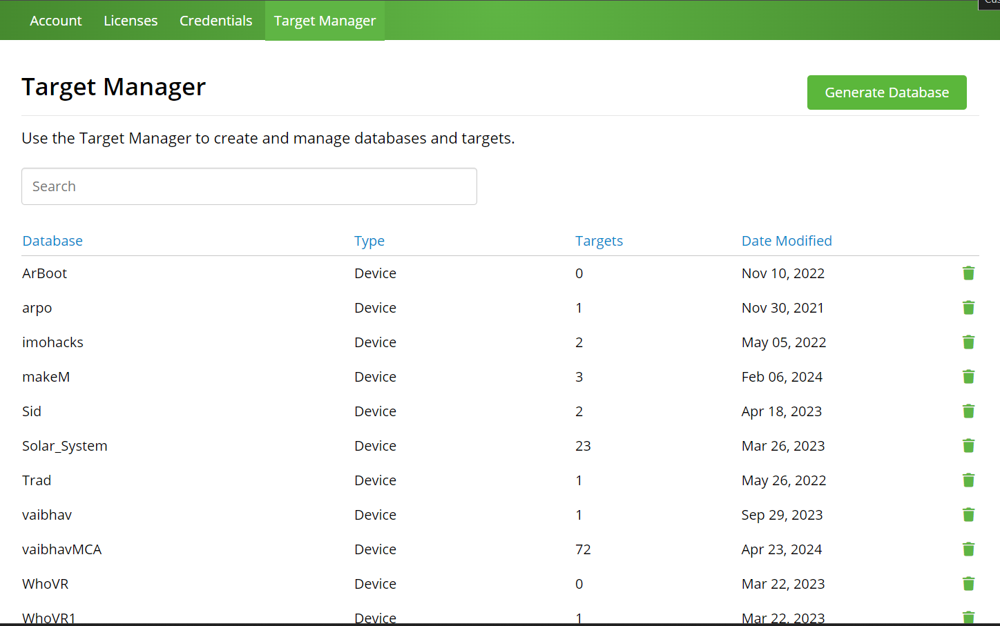 Account Licenses Credentials Target Manager
Target Manager
Generate Database
Use the Target Manager to create and manage databases and targets.
Search
Database Type Targets Date Modified
ArBoot Device 0 Nov 10, 2022
arpo Device 1 Nov 30, 2021
imohacks Device 2 May 05, 2022
makeM Device 3 Feb 06, 2024
Sid Device 2 Apr 18, 2023
Solar_System Device 23 Mar 26, 2023
Trad Device 1 May 26, 2022
vaibhav Device 1 Sep 29, 2023
vaibhavMCA Device 72 Apr 23, 2024
WhoVR Device 0 Mar 22, 2023
WhoVR1 Device 1 Mar 22, 2023